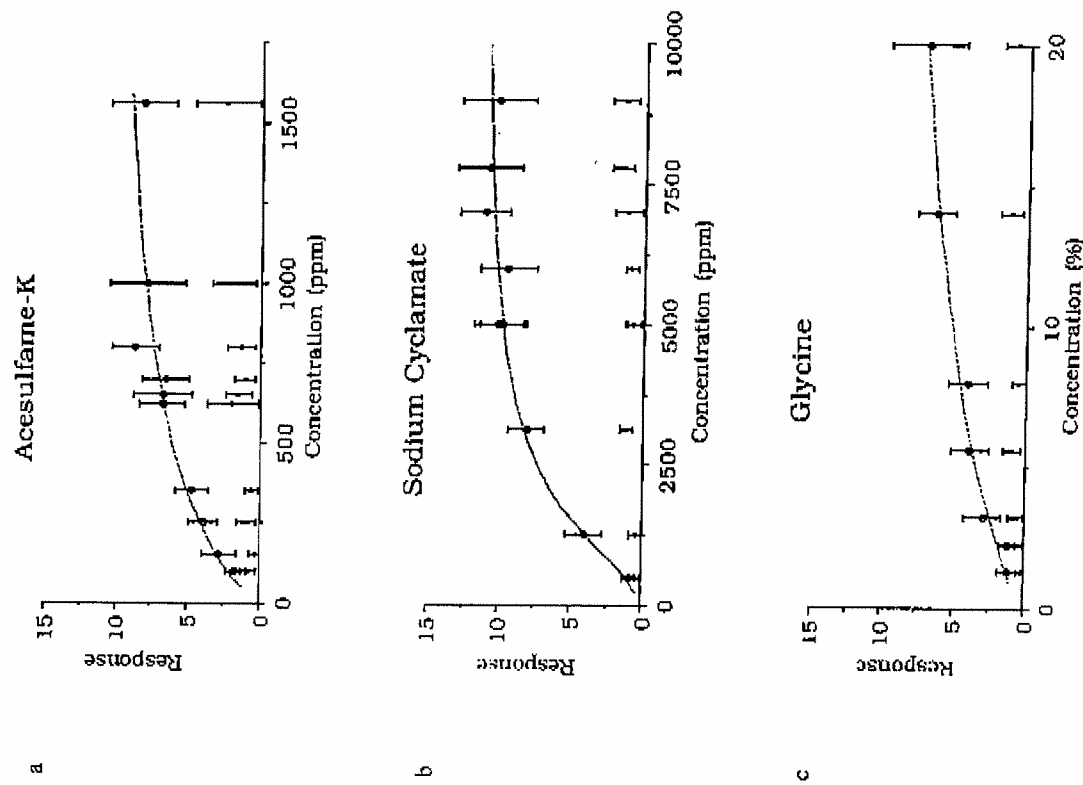 a
Acesulfame-K
Response
15
10
5
0
0
500
1000
1500
Concentration (ppm)
b
Sodium Cyclamate
Response
15
10
5
0
0
2500
5000
7500
10000
Concentration (ppm)
c
Glycine
Response
15
10
5
0
0
10
20
Concentration (%)